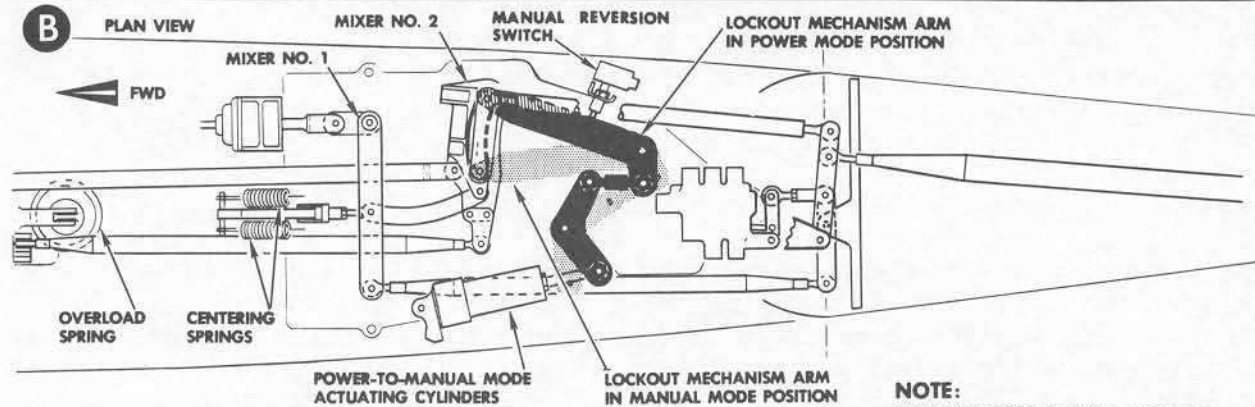 B PLAN VIEW
MIXER NO. 2
MANUAL REVERSION
SWITCH
LOCKOUT MECHANISM ARM
IN POWER MODE POSITION
MIXER NO. 1
FWD
OVERLOAD
SPRING
CENTERING
SPRINGS
POWER-TO-MANUAL MODE
ACTUATING CYLINDERS
LOCKOUT MECHANISM ARM
IN MANUAL MODE POSITION
NOTE: